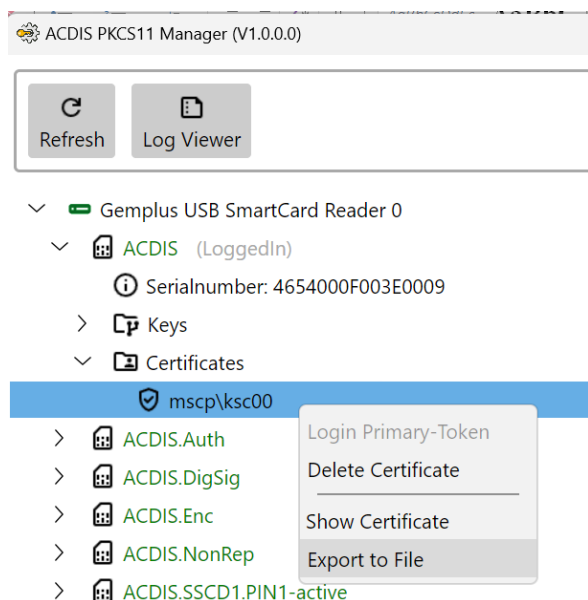 ACDIS PKCS11 Manager (V1.0.0.0)
Refresh
Log Viewer
Gemplus USB SmartCard Reader 0
ACDIS (LoggedIn)
Serialnumber: 4654000F003E0009
Keys
Certificates
mscp\ksc00
Login Primary-Token
Delete Certificate
Show Certificate
Export to File
ACDIS.Auth
ACDIS.DigSig
ACDIS.Enc
ACDIS.NonRep
ACDIS.SSCD1.PIN1-active